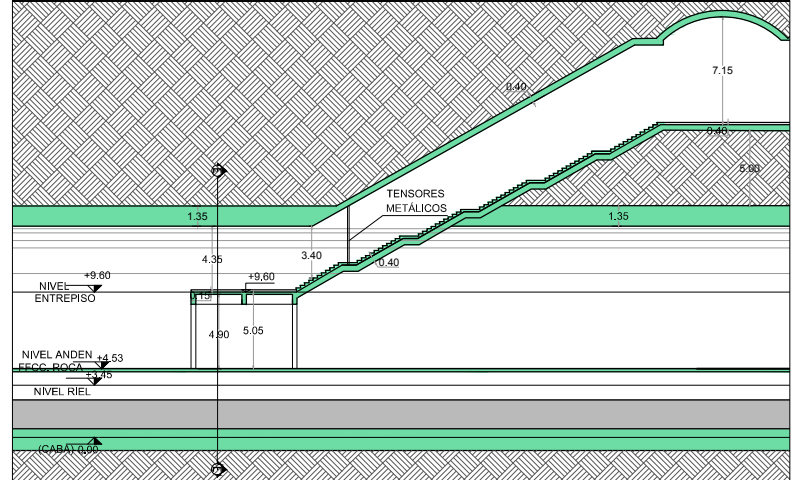 7.15
0.40
0.40
5.00
TENSORES
METÁLICOS
1.35
1.35
4.35
3.40
0.40
+9.60
NIVEL
ENTREPISO
+9,60
0.15
4.90
5.05
NIVEL ANDEN
FFCC. ROCA
+4.53
+3.45
NIVEL RIEL
(CABA) 0.00